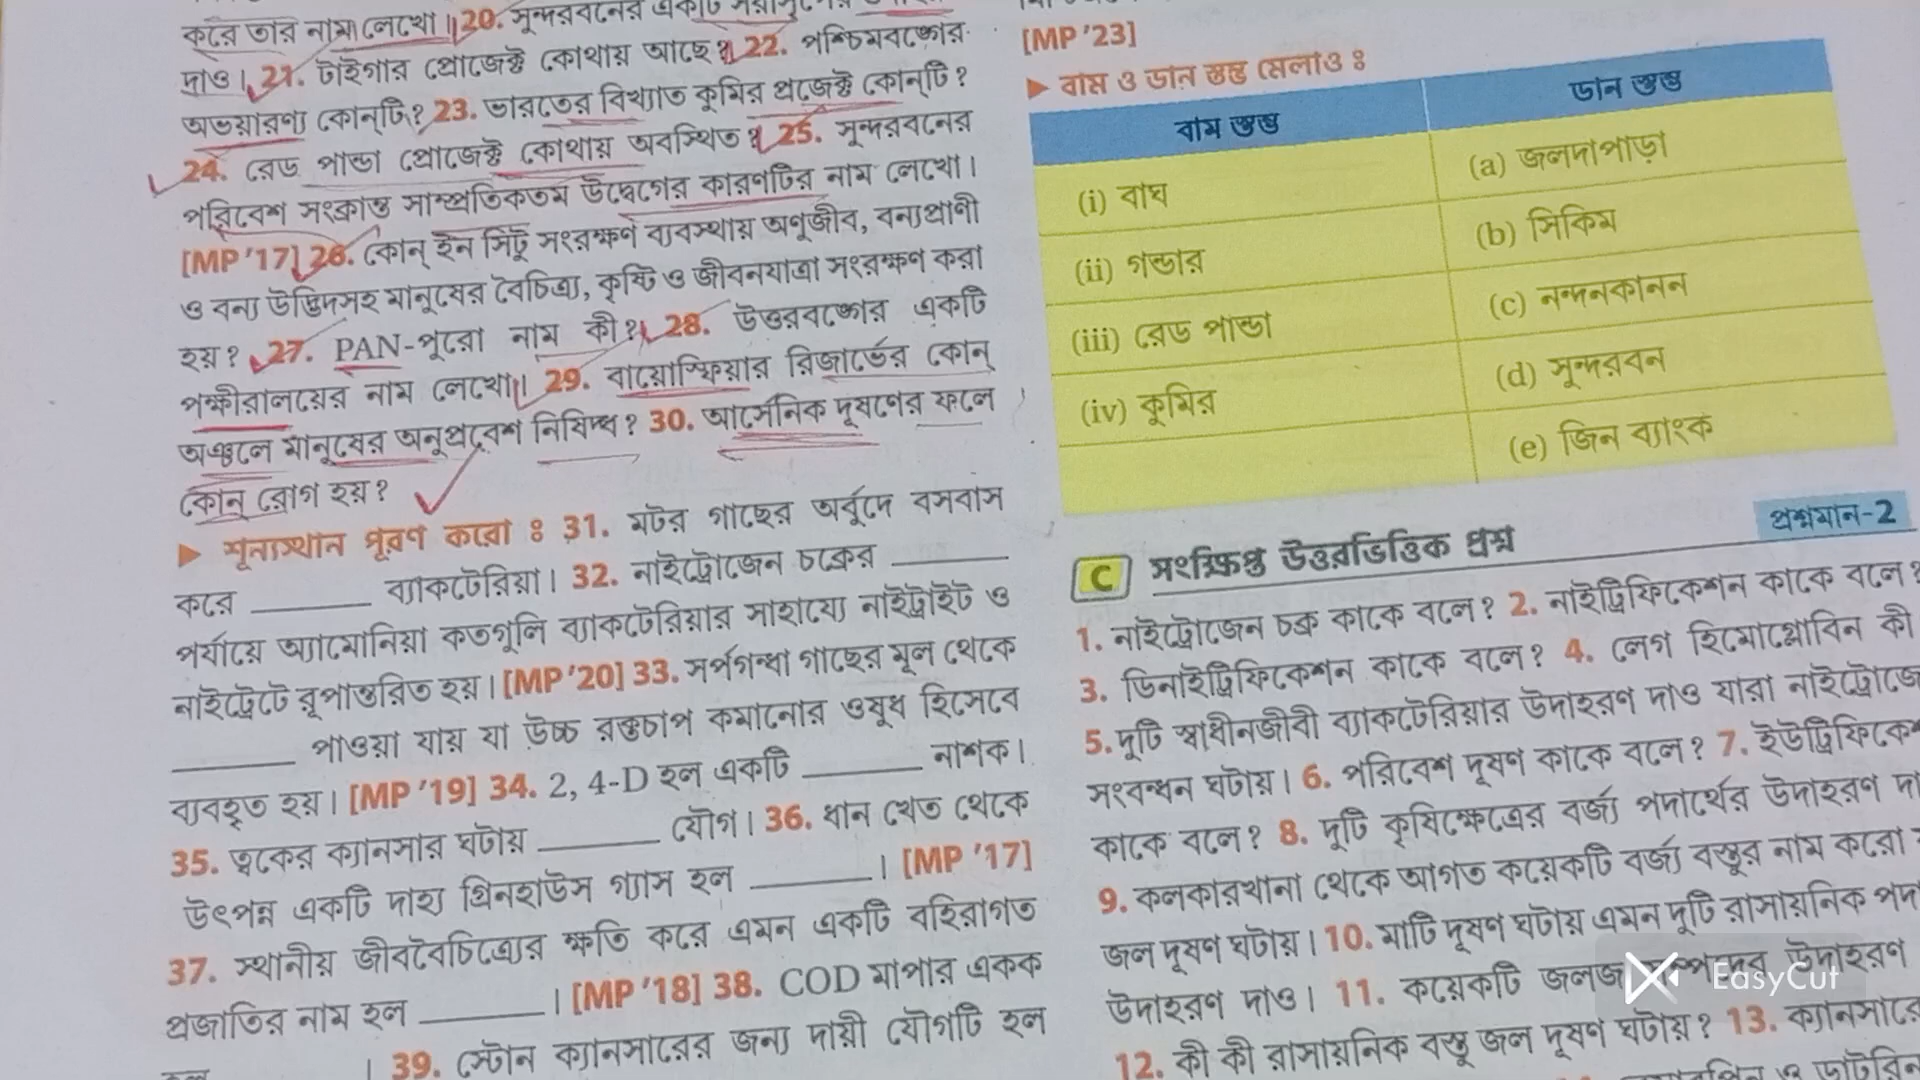 করে তার নাম লেখো। 20. সুন্দরবনের একটি
দাও। 21. টাইগার প্রোজেক্ট কোথায় আছে? 22. পশ্চিমবঙ্গের
অভয়ারণ্য কোন্‌টি? 23. ভারতের বিখ্যাত কুমির প্রজেক্ট কোন্‌টি?
24. রেড পান্ডা প্রোজেক্ট কোথায় অবস্থিত? 25. সুন্দরবনের
পরিবেশ সংক্রান্ত সাম্প্রতিকতম উদ্বেগের কারণটির নাম লেখো।
[MP '17] 26. কোন্ ইন সিটু সংরক্ষণ ব্যবস্থায় অণুজীব, বন্যপ্রাণী
ও বন্য উদ্ভিদসহ মানুষের বৈচিত্র্য, কৃষ্টি ও জীবনযাত্রা সংরক্ষণ করা
হয়? 27. PAN-পুরো নাম কী? 28. উত্তরবঙ্গের একটি
পক্ষীরালয়ের নাম লেখো। 29. বায়োস্ফিয়ার রিজার্ভের কোন্
অঞ্চলে মানুষের অনুপ্রবেশ নিষিদ্ধ? 30. আর্সেনিক দূষণের ফলে
কোন্ রোগ হয়?
▶ শূন্যস্থান পূরণ করো : 31. মটর গাছের অর্বুদে বসবাস
করে ______ ব্যাকটেরিয়া। 32. নাইট্রোজেন চক্রের ______
পর্যায়ে অ্যামোনিয়া কতগুলি ব্যাকটেরিয়ার সাহায্যে নাইট্রাইট ও
নাইট্রেটে রূপান্তরিত হয়। [MP '20] 33. সর্পগন্ধা গাছের মূল থেকে
______ পাওয়া যায় যা উচ্চ রক্তচাপ কমানোর ওষুধ হিসেবে
ব্যবহৃত হয়। [MP '19] 34. 2, 4-D হল একটি ______ নাশক।
35. ত্বকের ক্যানসার ঘটায় ______ যৌগ। 36. ধান খেত থেকে
উৎপন্ন একটি দাহ্য গ্রিনহাউস গ্যাস হল ______। [MP '17]
37. স্থানীয় জীববৈচিত্র্যের ক্ষতি করে এমন একটি বহিরাগত
প্রজাতির নাম হল ______। [MP '18] 38. COD মাপার একক
হল ______। 39. স্টোন ক্যানসারের জন্য দায়ী যৌগটি হল
[MP '23]
▶ বাম ও ডান স্তম্ভ মেলাও :
বাম স্তম্ভ ডান স্তম্ভ
(i) বাঘ (a) জলদাপাড়া
(ii) গন্ডার (b) সিকিম
(iii) রেড পান্ডা (c) নন্দনকানন
(iv) কুমির (d) সুন্দরবন
(e) জিন ব্যাংক
C সংক্ষিপ্ত উত্তরভিত্তিক প্রশ্ন প্রশ্নমান-2
1. নাইট্রোজেন চক্র কাকে বলে? 2. নাইট্রিফিকেশন কাকে বলে?
3. ডিনাইট্রিফিকেশন কাকে বলে? 4. লেগ হিমোগ্লোবিন কী
5. দুটি স্বাধীনজীবী ব্যাকটেরিয়ার উদাহরণ দাও যারা নাইট্রোজে
সংবন্ধন ঘটায়। 6. পরিবেশ দূষণ কাকে বলে? 7. ইউট্রিফিকে
কাকে বলে? 8. দুটি কৃষিক্ষেত্রের বর্জ্য পদার্থের উদাহরণ দা
9. কলকারখানা থেকে আগত কয়েকটি বর্জ্য বস্তুর নাম করো
জল দূষণ ঘটায়। 10. মাটি দূষণ ঘটায় এমন দুটি রাসায়নিক পদ
উদাহরণ দাও। 11. কয়েকটি জলজ সম্পদের উদাহরণ
12. কী কী রাসায়নিক বস্তু জল দূষণ ঘটায়? 13. ক্যানসারে
EasyCut